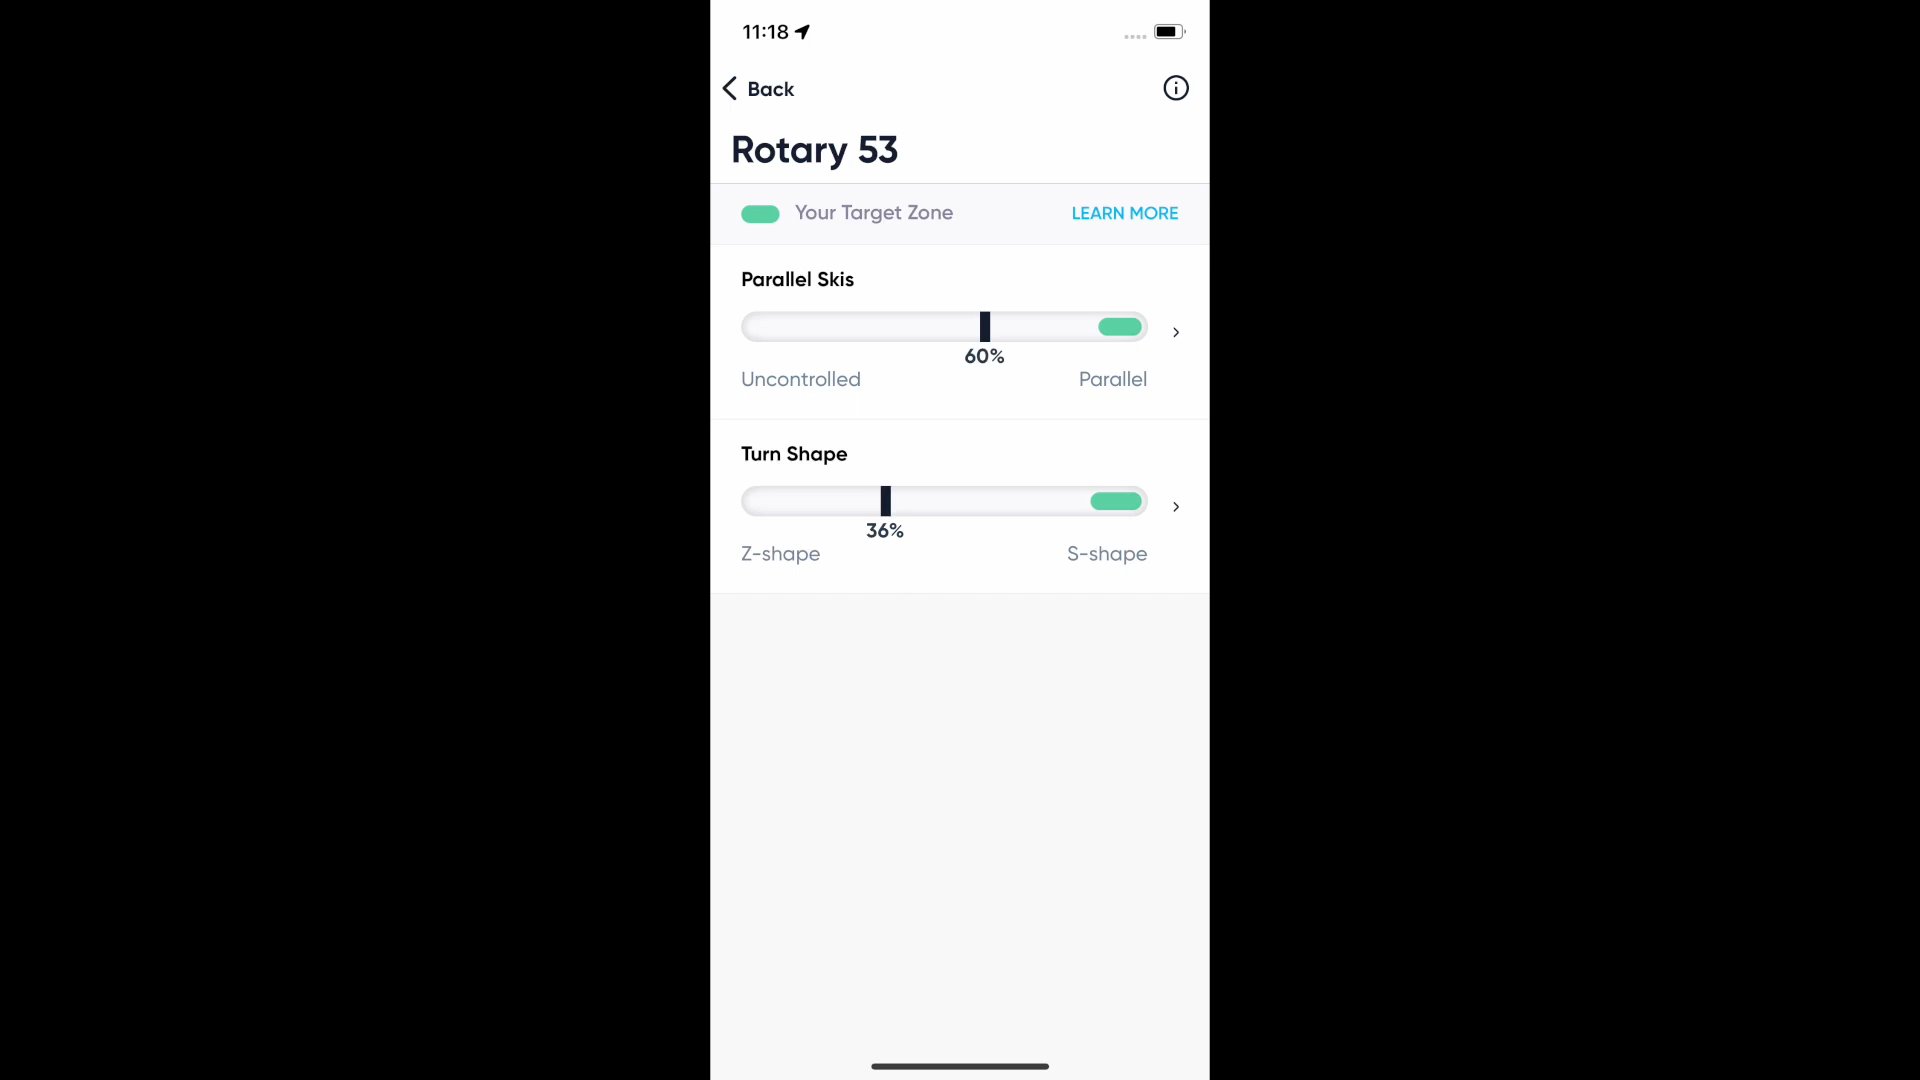 11:18
Back
Rotary 53
Your Target Zone
LEARN MORE
Parallel Skis
60%
Uncontrolled
Parallel
Turn Shape
36%
Z-shape
S-shape